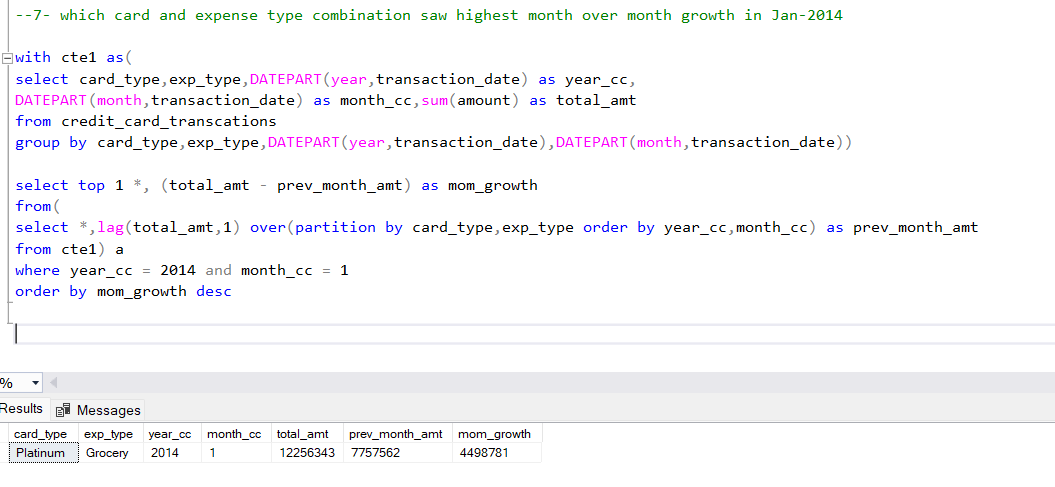 --7- which card and expense type combination saw highest month over month growth in Jan-2014
with cte1 as(
select card_type,exp_type,DATEPART(year,transaction_date) as year_cc,
DATEPART(month,transaction_date) as month_cc,sum(amount) as total_amt
from credit_card_transcations
group by card_type,exp_type,DATEPART(year,transaction_date),DATEPART(month,transaction_date))
select top 1 *, (total_amt - prev_month_amt) as mom_growth
from(
select *,lag(total_amt,1) over(partition by card_type,exp_type order by year_cc,month_cc) as prev_month_amt
from cte1) a
where year_cc = 2014 and month_cc = 1
order by mom_growth desc
%
Results Messages
card_type exp_type year_cc month_cc total_amt prev_month_amt mom_growth
Platinum Grocery 2014 1 12256343 7757562 4498781